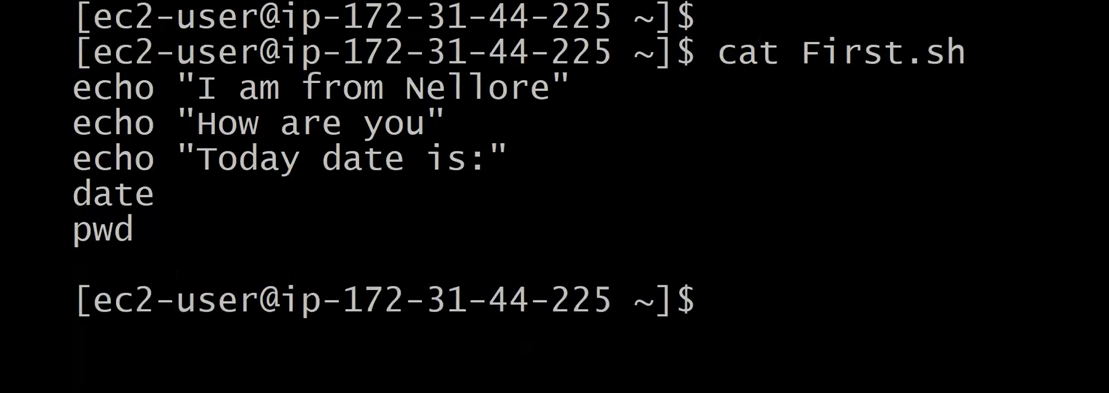 [ec2-user@ip-172-31-44-225 ~]$
[ec2-user@ip-172-31-44-225 ~]$ cat First.sh
echo "I am from Nellore"
echo "How are you"
echo "Today date is:"
date
pwd
[ec2-user@ip-172-31-44-225 ~]$